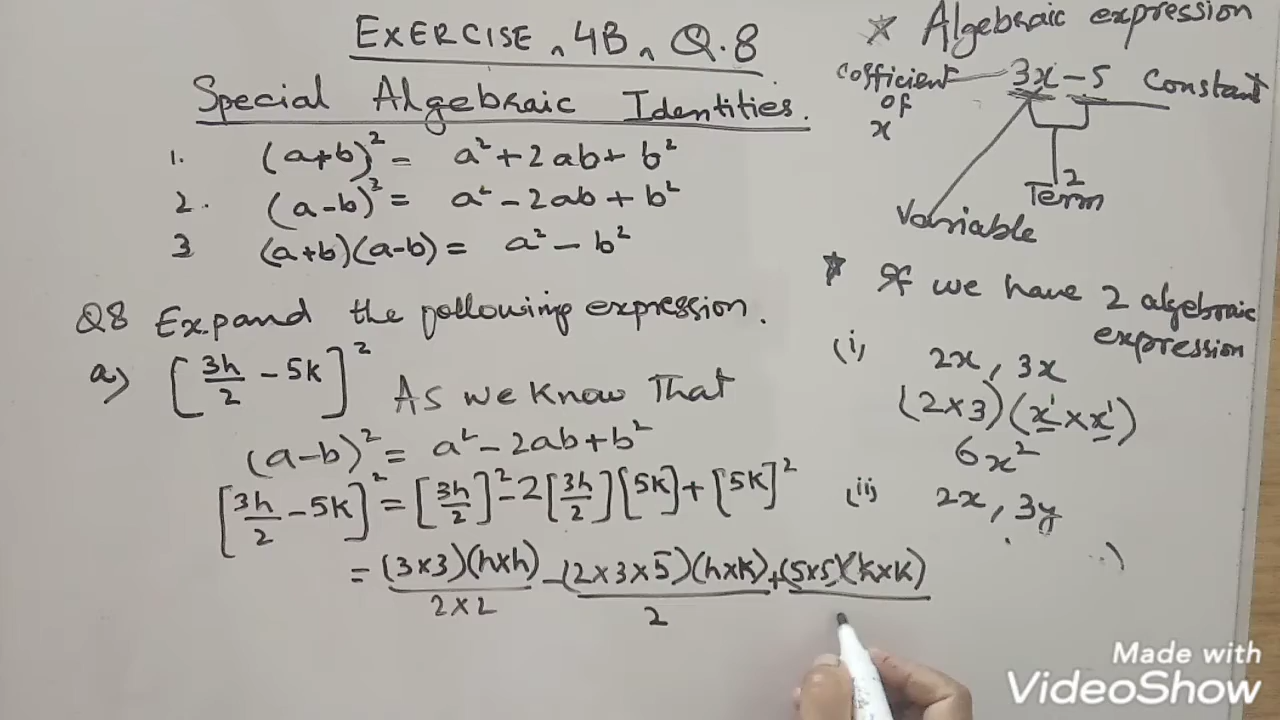 EXERCISE, 4B, Q.8
Special Algebraic Identities.
1. (a+b)² = a² + 2ab + b²
2. (a-b)² = a² - 2ab + b²
3 (a+b)(a-b) = a² - b²
Q8 Expand the following expression.
a) [3h/2 - 5k]²
As we know That
(a-b)² = a² - 2ab + b²
[3h/2 - 5k]² = [3h/2]² - 2[3h/2][5k] + [5k]²
= (3×3)(h×h)/2×2 - (2×3×5)(h×k)/2 + (5×5)(k×k)
* Algebraic expression
cofficient of x
3x - 5 Constant
2 Term
Variable
* If we have 2 algebraic
expression
(i) 2x, 3x
(2×3)(x¹×x¹)
6x²
(ii) 2x, 3y
Made with
VideoShow